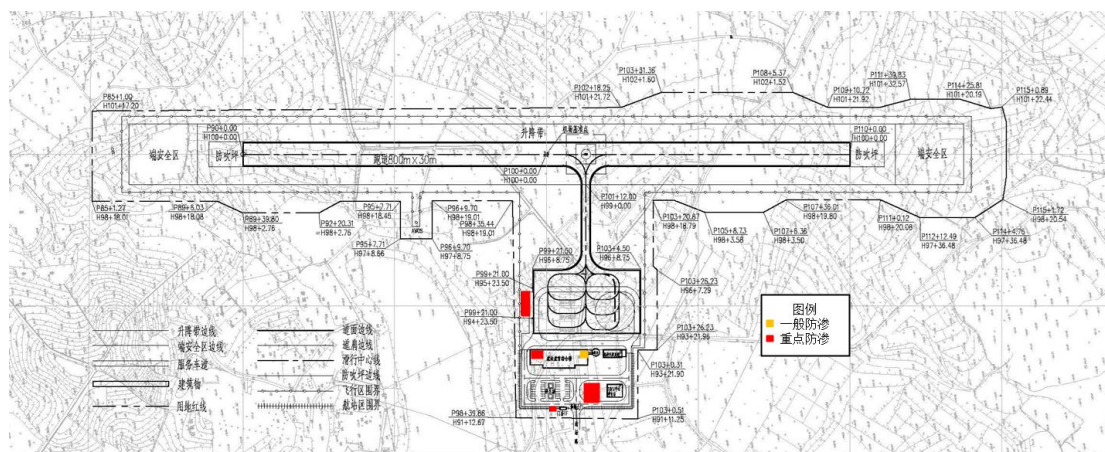 P103+31.36
H102+1.60
P108+5.37
H102+1.52
P111+39.83
H101+32.57
P102+18.25
H101+21.72
P109+10.72
H101+21.92
P114+25.81
H101+20.19
P115+0.89
H101+22.44
P85+1.00
H101+17.20
P90+0.00
H100+0.00
升降带
P110+0.00
H100+0.00
端安全区
防吹坪
跑道800m×30m
防吹坪
端安全区
P100+0.00
H100+0.00
P101+12.00
H99+0.00
P85+1.27
H98+18.01
P89+5.03
H98+18.08
P89+39.80
H98+2.76
P92+20.31
H98+2.76
P95+7.71
H98+18.45
P96+9.70
H98+19.01
P98+35.44
H98+19.01
P95+7.71
H97+8.66
P96+9.70
H97+8.75
P103+20.87
H98+18.79
P105+8.73
H98+3.58
P107+6.36
H98+3.50
P107+36.01
H98+19.80
P111+0.12
H98+20.08
P112+12.49
H97+36.48
P114+4.76
H97+36.48
P115+1.72
H98+20.54
P99+21.00
H96+8.75
P103+4.50
H96+8.75
P99+21.00
H95+23.50
P103+26.23
H96+7.29
P99+21.00
H94+23.50
P103+26.23
H93+21.96
P103+0.31
H93+21.90
P98+39.66
H91+12.67
P103+0.51
H91+11.25
图例
一般防渗
重点防渗
升降带边线
道面边线
端安全区边线
道肩边线
服务车道
滑行中心线
建筑物
防吹坪边线
用地红线
飞行区围界
航站区围界